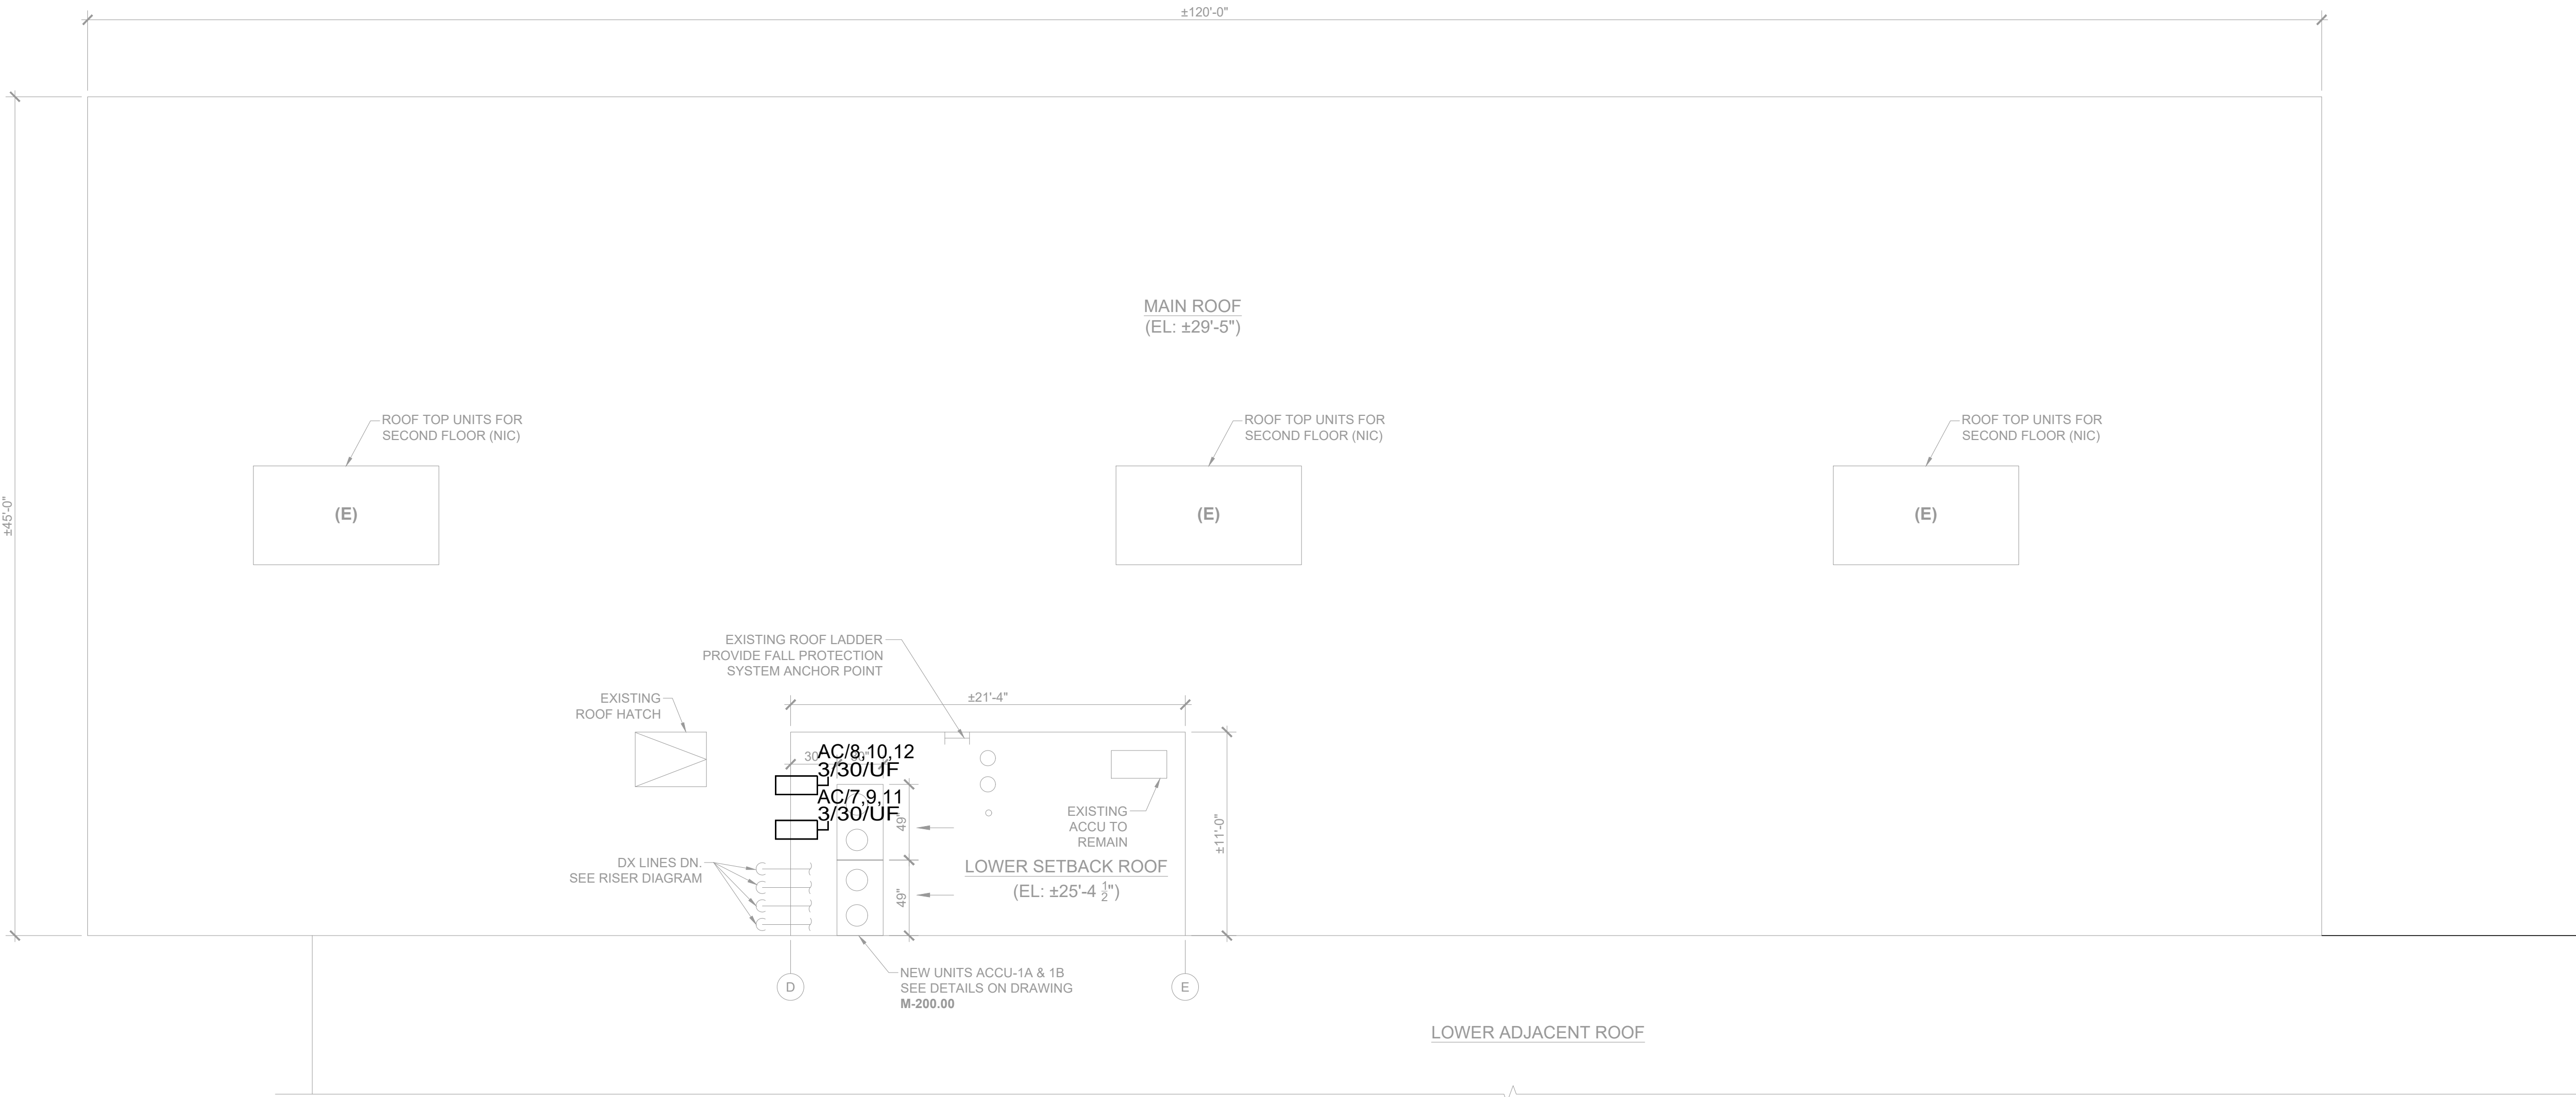 ±120'-0"
MAIN ROOF
(EL: ±29'-5")
ROOF TOP UNITS FOR
SECOND FLOOR (NIC)
ROOF TOP UNITS FOR
SECOND FLOOR (NIC)
ROOF TOP UNITS FOR
SECOND FLOOR (NIC)
±45'-0"
(E)
(E)
(E)
EXISTING ROOF LADDER
PROVIDE FALL PROTECTION
SYSTEM ANCHOR POINT
EXISTING
ROOF HATCH
±21'-4"
AC/8,10,12
3/30/UF
AC/7,9,11
3/30/UF
49"
49"
EXISTING
ACCU TO
REMAIN
±11'-0"
DX LINES DN.
SEE RISER DIAGRAM
LOWER SETBACK ROOF
(EL: ±25'-4 1/2")
NEW UNITS ACCU-1A & 1B
SEE DETAILS ON DRAWING
M-200.00
D
E
LOWER ADJACENT ROOF